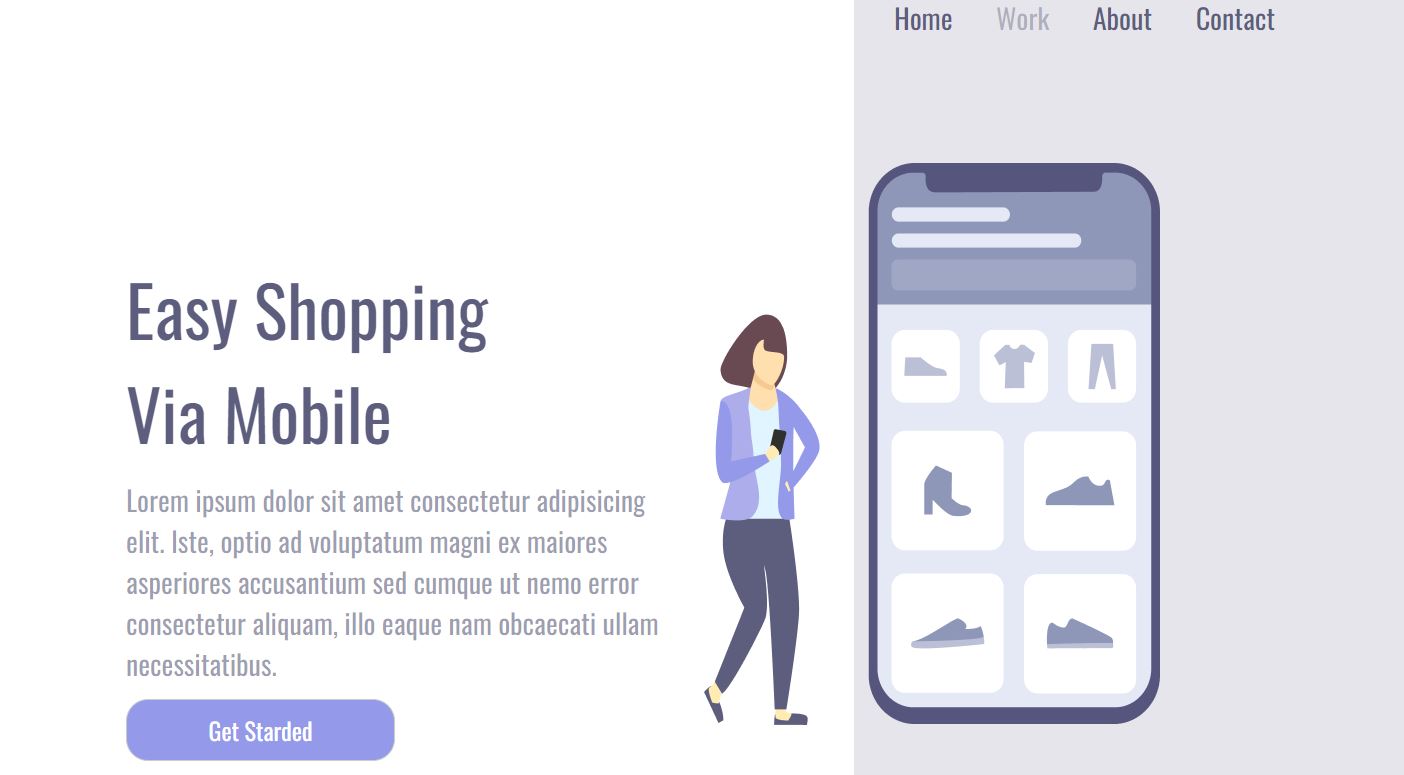 Home Work About Contact
Easy Shopping
Via Mobile
Lorem ipsum dolor sit amet consectetur adipisicing
elit. Iste, optio ad voluptatum magni ex maiores
asperiores accusantium sed cumque ut nemo error
consectetur aliquam, illo eaque nam obcaecati ullam
necessitatibus.
Get Starded